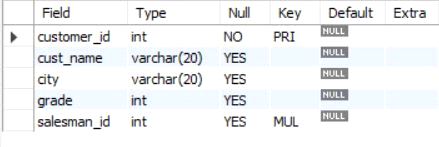 Field Type Null Key Default Extra
customer_id int NO PRI NULL
cust_name varchar(20) YES NULL
city varchar(20) YES NULL
grade int YES NULL
salesman_id int YES MUL NULL